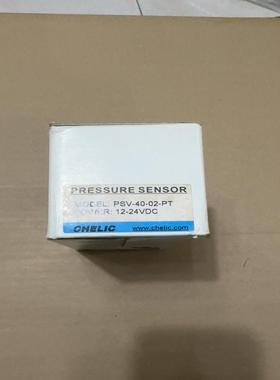 PRESSURE SENSOR
MODEL: PSV-40-02-PT
POWER: 12-24VDC
CHELIC www.chelic.com